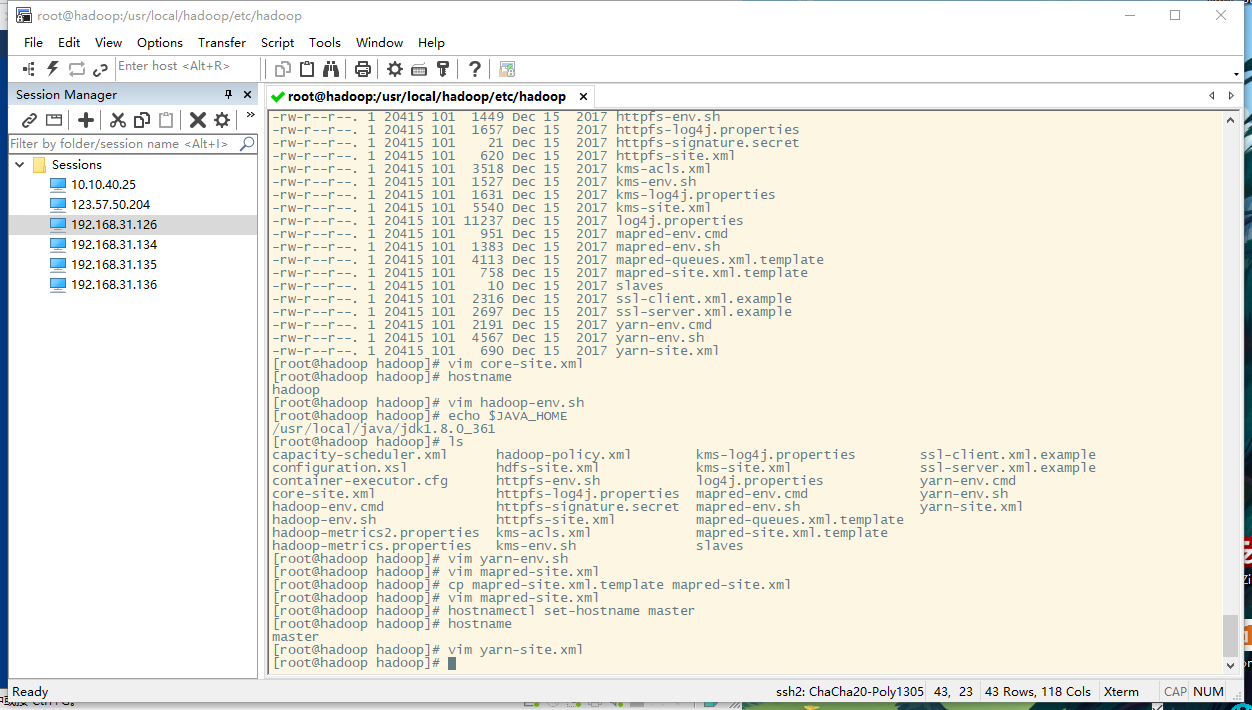 root@hadoop:/usr/local/hadoop/etc/hadoop
File Edit View Options Transfer Script Tools Window Help
Enter host <Alt+R>
Session Manager
Filter by folder/session name <Alt+I>
Sessions
10.10.40.25
123.57.50.204
192.168.31.126
192.168.31.134
192.168.31.135
192.168.31.136
root@hadoop:/usr/local/hadoop/etc/hadoop
-rw-r--r--. 1 20415 101 1449 Dec 15 2017 httpfs-env.sh
-rw-r--r--. 1 20415 101 1657 Dec 15 2017 httpfs-log4j.properties
-rw-r--r--. 1 20415 101 21 Dec 15 2017 httpfs-signature.secret
-rw-r--r--. 1 20415 101 620 Dec 15 2017 httpfs-site.xml
-rw-r--r--. 1 20415 101 3518 Dec 15 2017 kms-acls.xml
-rw-r--r--. 1 20415 101 1527 Dec 15 2017 kms-env.sh
-rw-r--r--. 1 20415 101 1631 Dec 15 2017 kms-log4j.properties
-rw-r--r--. 1 20415 101 5540 Dec 15 2017 kms-site.xml
-rw-r--r--. 1 20415 101 11237 Dec 15 2017 log4j.properties
-rw-r--r--. 1 20415 101 951 Dec 15 2017 mapred-env.cmd
-rw-r--r--. 1 20415 101 1383 Dec 15 2017 mapred-env.sh
-rw-r--r--. 1 20415 101 4113 Dec 15 2017 mapred-queues.xml.template
-rw-r--r--. 1 20415 101 758 Dec 15 2017 mapred-site.xml.template
-rw-r--r--. 1 20415 101 10 Dec 15 2017 slaves
-rw-r--r--. 1 20415 101 2316 Dec 15 2017 ssl-client.xml.example
-rw-r--r--. 1 20415 101 2697 Dec 15 2017 ssl-server.xml.example
-rw-r--r--. 1 20415 101 2191 Dec 15 2017 yarn-env.cmd
-rw-r--r--. 1 20415 101 4567 Dec 15 2017 yarn-env.sh
-rw-r--r--. 1 20415 101 690 Dec 15 2017 yarn-site.xml
[root@hadoop hadoop]# vim core-site.xml
[root@hadoop hadoop]# hostname
hadoop
[root@hadoop hadoop]# vim hadoop-env.sh
[root@hadoop hadoop]# echo $JAVA_HOME
/usr/local/java/jdk1.8.0_361
[root@hadoop hadoop]# ls
capacity-scheduler.xml hadoop-policy.xml kms-log4j.properties ssl-client.xml.example
configuration.xsl hdfs-site.xml kms-site.xml ssl-server.xml.example
container-executor.cfg httpfs-env.sh log4j.properties yarn-env.cmd
core-site.xml httpfs-log4j.properties mapred-env.cmd yarn-env.sh
hadoop-env.cmd httpfs-signature.secret mapred-env.sh yarn-site.xml
hadoop-env.sh httpfs-site.xml mapred-queues.xml.template
hadoop-metrics2.properties kms-acls.xml mapred-site.xml.template
hadoop-metrics.properties kms-env.sh slaves
[root@hadoop hadoop]# vim yarn-env.sh
[root@hadoop hadoop]# vim mapred-site.xml
[root@hadoop hadoop]# cp mapred-site.xml.template mapred-site.xml
[root@hadoop hadoop]# vim mapred-site.xml
[root@hadoop hadoop]# hostnamectl set-hostname master
[root@hadoop hadoop]# hostname
master
[root@hadoop hadoop]# vim yarn-site.xml
[root@hadoop hadoop]#
Ready ssh2: ChaCha20-Poly1305 43, 23 43 Rows, 118 Cols Xterm CAP NUM